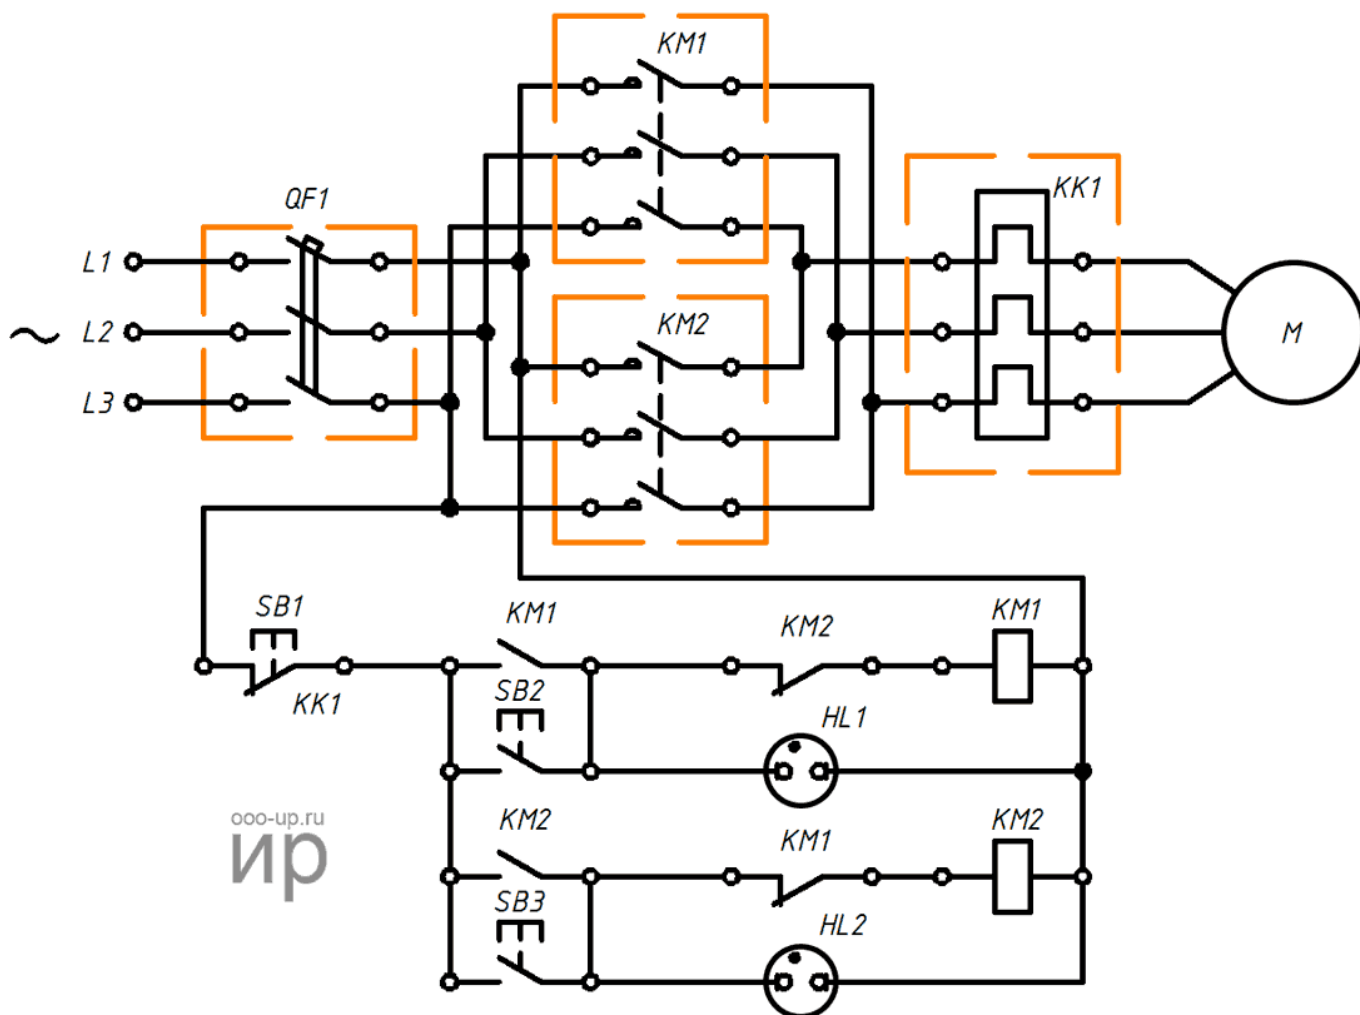 KM1
QF1
KK1
L1
~ L2
KM2
M
L3
SB1
KM1
KM2
KM1
KK1
SB2
HL1
ooo-up.ru
ир
KM2
KM1
KM2
SB3
HL2